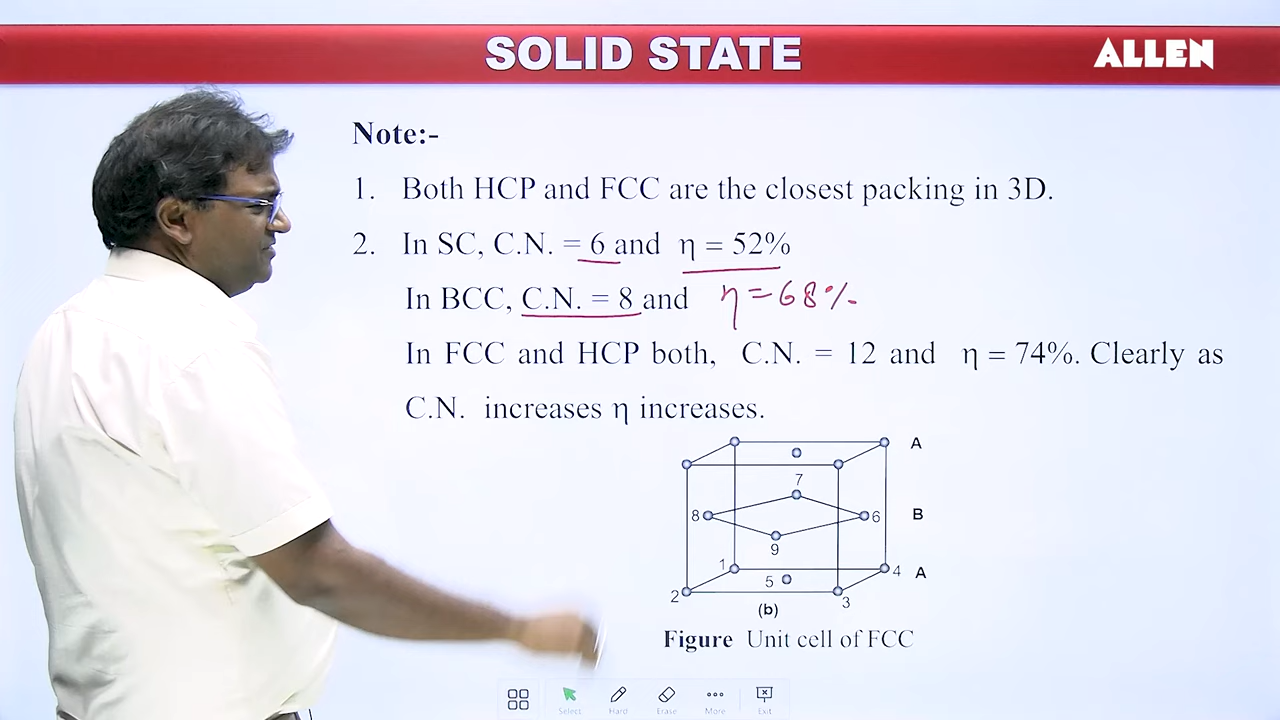 SOLID STATE
ALLEN
Note:-
1. Both HCP and FCC are the closest packing in 3D.
2. In SC, C.N. = 6 and η = 52%
In BCC, C.N. = 8 and η = 68%
In FCC and HCP both, C.N. = 12 and η = 74%. Clearly as
C.N. increases η increases.
A
7
8
6
B
9
1
5
4
A
2
3
(b)
Figure Unit cell of FCC
Select
Hard
Erase
More
Exit